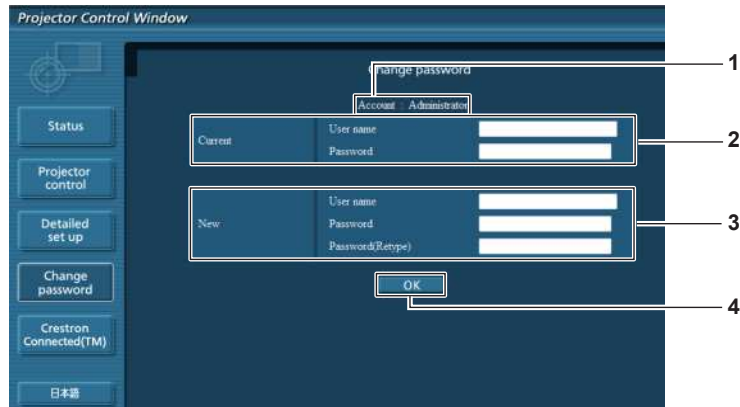 Projector Control Window
Change password
1
Account : Administrator
Status
Current
User name
Password
2
Projector
control
New
User name
Password
Password(Retype)
3
Detailed
set up
Change
password
OK
4
Crestron
Connected(TM)
日本語